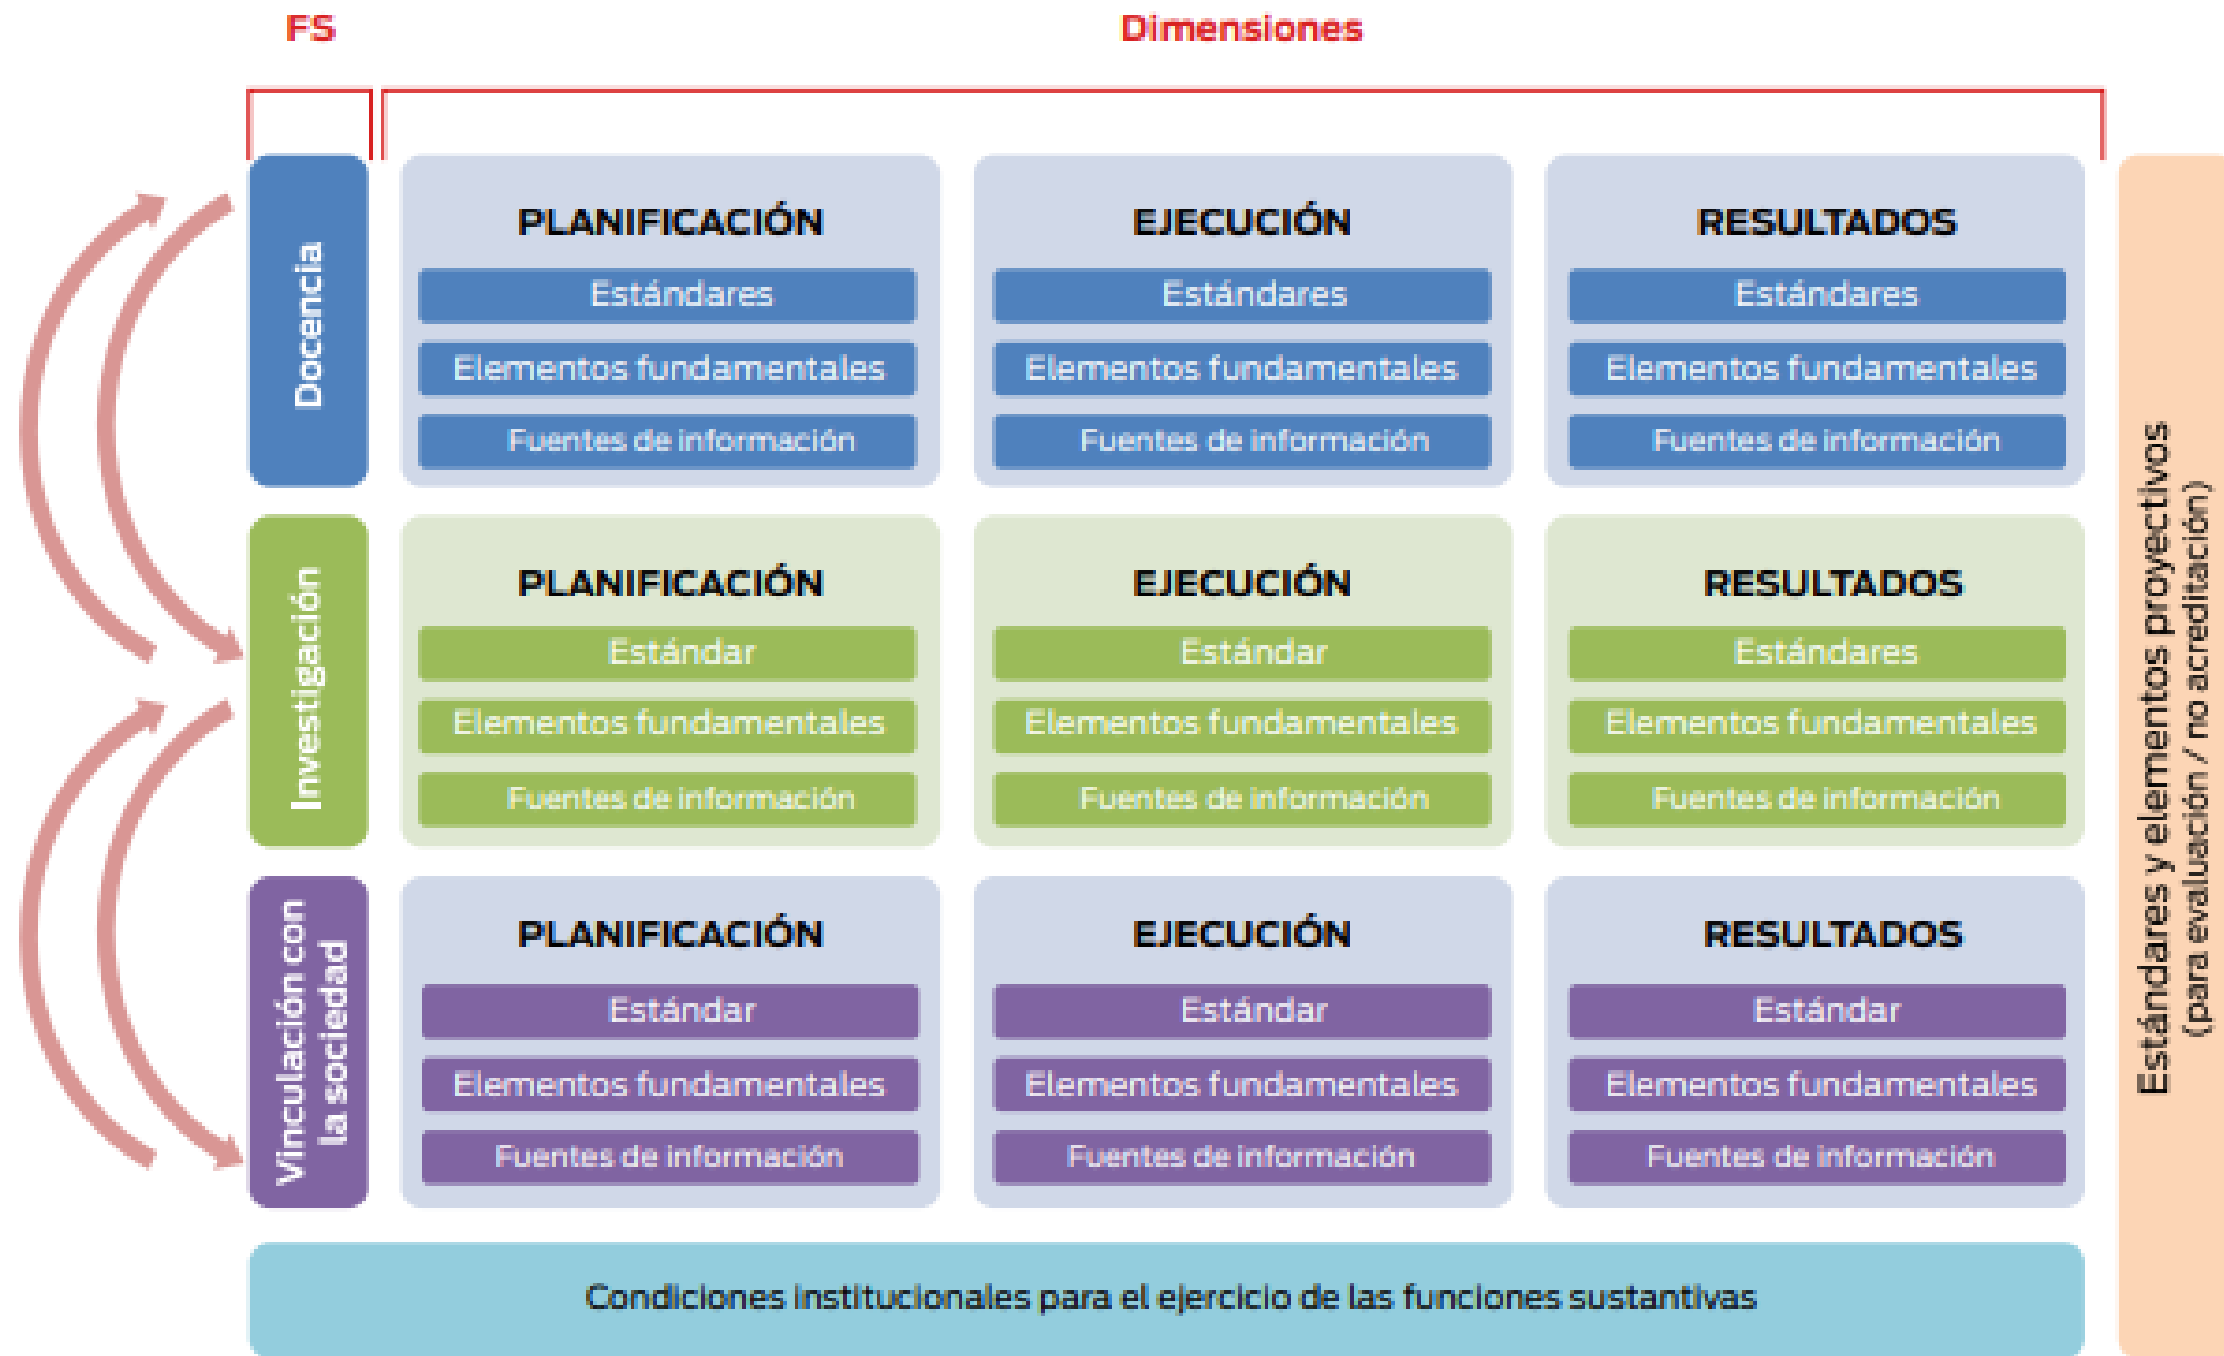 FS
Dimensiones
Docencia
PLANIFICACIÓN
Estándares
Elementos fundamentales
Fuentes de información
EJECUCIÓN
Estándares
Elementos fundamentales
Fuentes de información
RESULTADOS
Estándares
Elementos fundamentales
Fuentes de información
Investigación
PLANIFICACIÓN
Estándar
Elementos fundamentales
Fuentes de información
EJECUCIÓN
Estándar
Elementos fundamentales
Fuentes de información
RESULTADOS
Estándares
Elementos fundamentales
Fuentes de información
Vinculación con
la sociedad
PLANIFICACIÓN
Estándar
Elementos fundamentales
Fuentes de información
EJECUCIÓN
Estándar
Elementos fundamentales
Fuentes de información
RESULTADOS
Estándar
Elementos fundamentales
Fuentes de información
Condiciones institucionales para el ejercicio de las funciones sustantivas
Estándares y elementos proyectivos
(para evaluación / no acreditación)